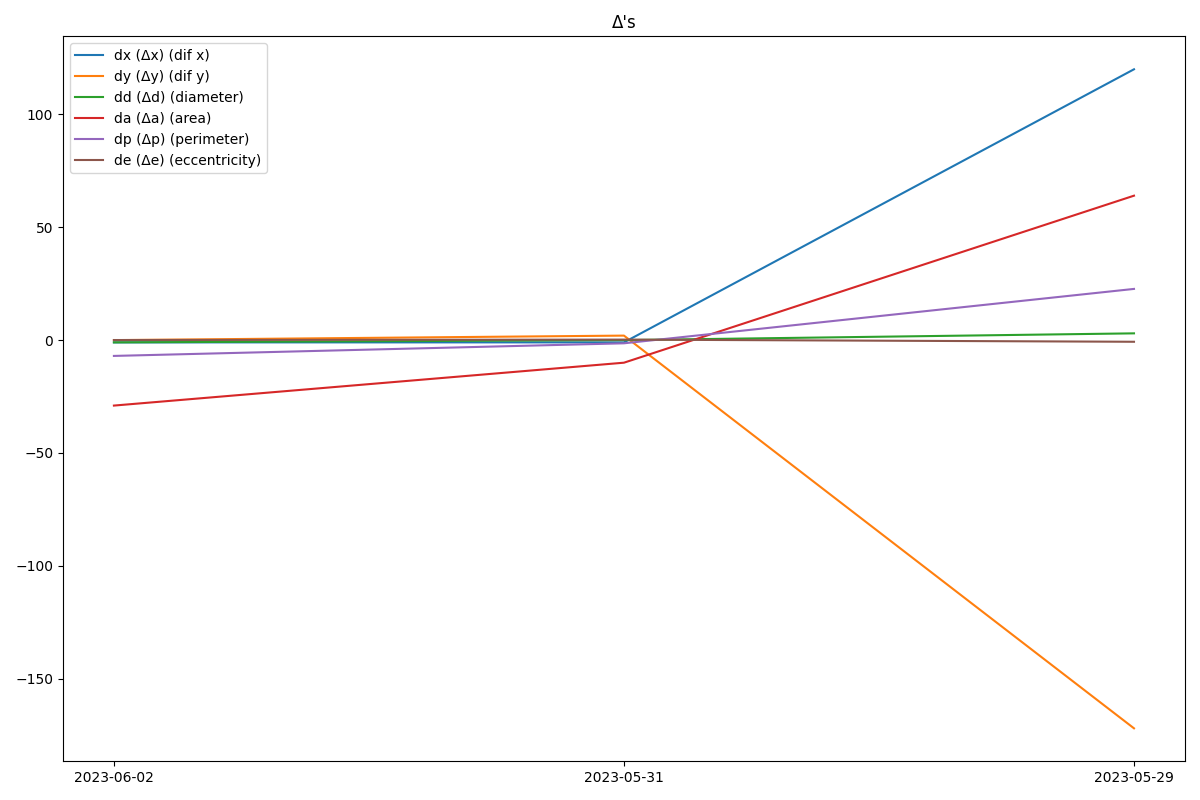 Δ's
dx (Δx) (dif x)
dy (Δy) (dif y)
dd (Δd) (diameter)
da (Δa) (area)
dp (Δp) (perimeter)
de (Δe) (eccentricity)
100
50
0
−50
−100
−150
2023-06-02 2023-05-31 2023-05-29